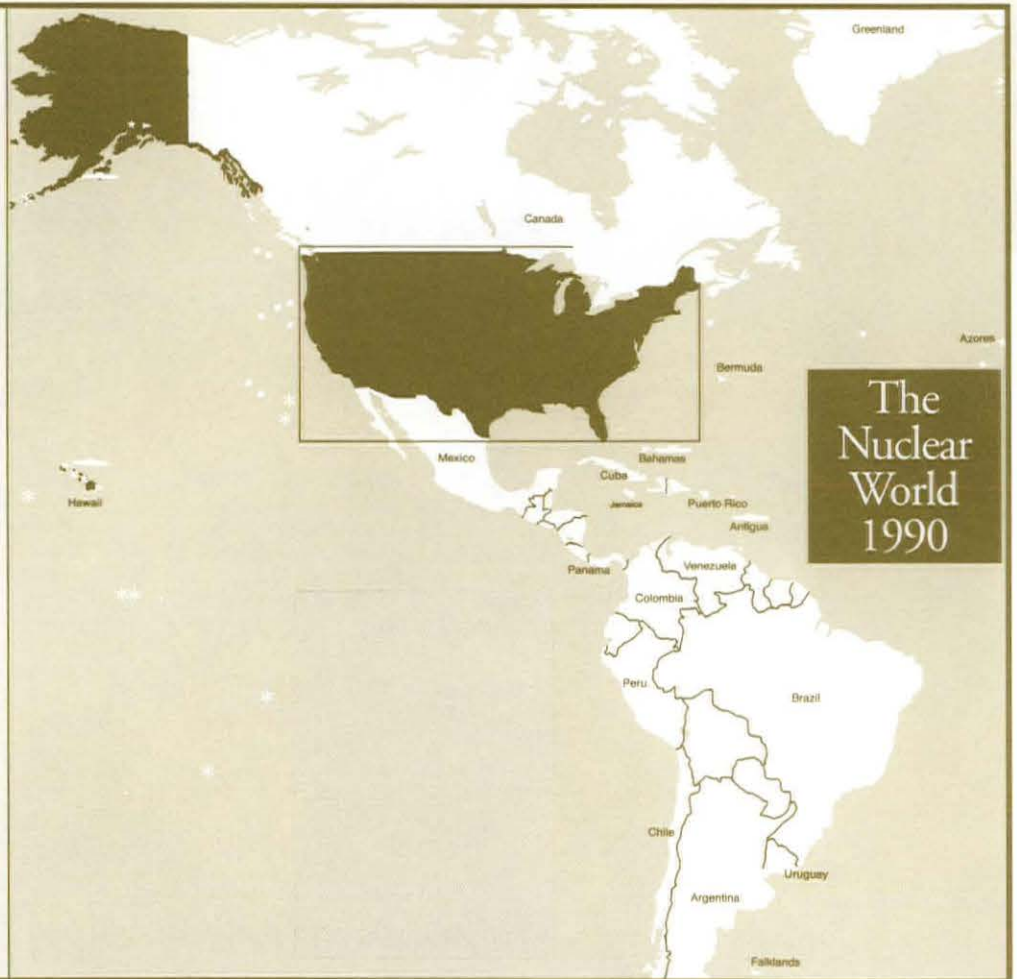 Greenland
Canada
Azores
Bermuda
The
Nuclear
World
1990
Mexico
Bahamas
Cuba
Hawaii
Jamaica
Puerto Rico
Antigua
Panama
Venezuela
Colombia
Peru
Brazil
Chile
Uruguay
Argentina
Falklands